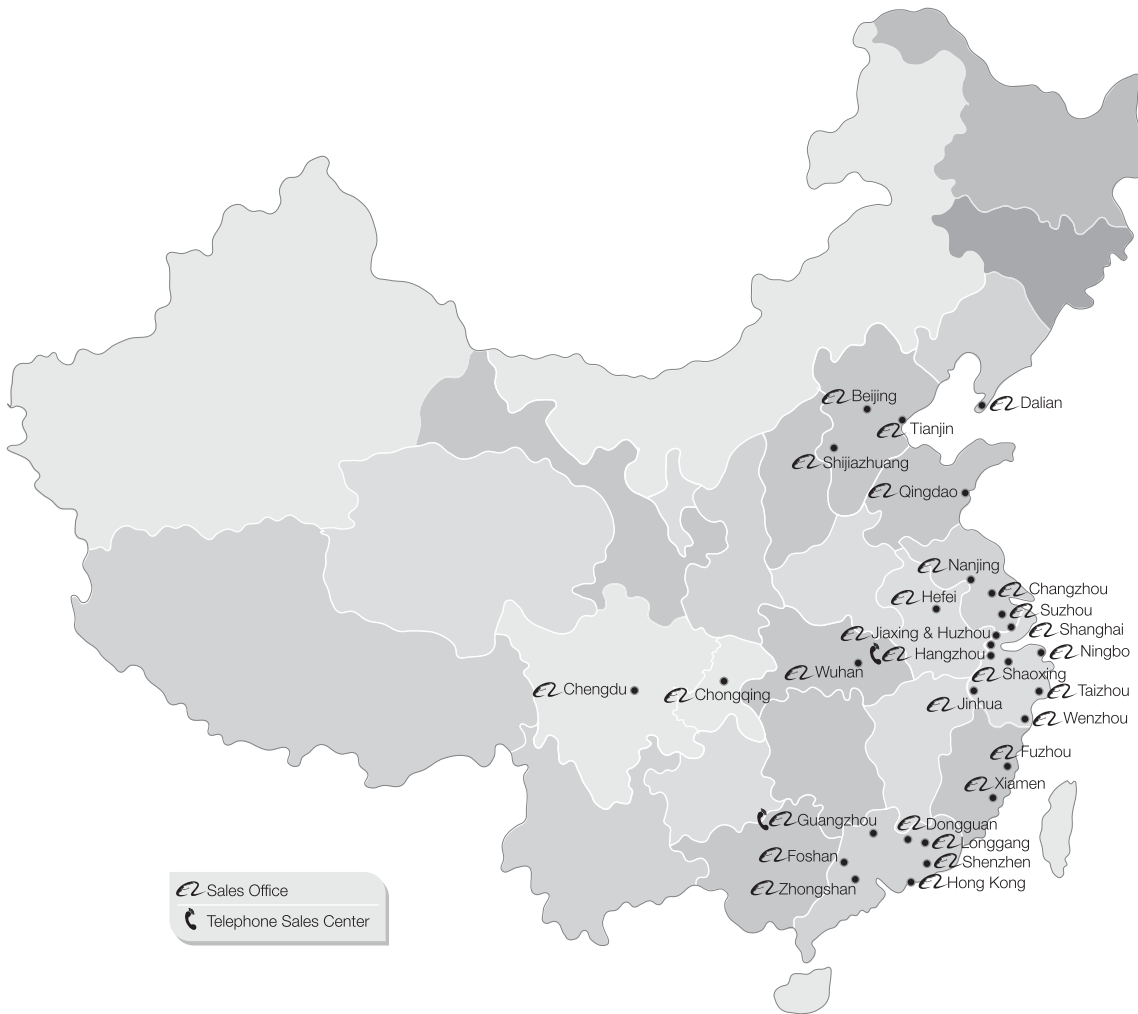 Beijing
Dalian
Tianjin
Shijiazhuang
Qingdao
Nanjing
Changzhou
Hefei
Suzhou
Shanghai
Jiaxing & Huzhou
Hangzhou
Ningbo
Shaoxing
Wuhan
Chengdu
Chongqing
Taizhou
Jinhua
Wenzhou
Fuzhou
Xiamen
Guangzhou
Dongguan
Longgang
Foshan
Shenzhen
Zhongshan
Hong Kong
Sales Office
Telephone Sales Center